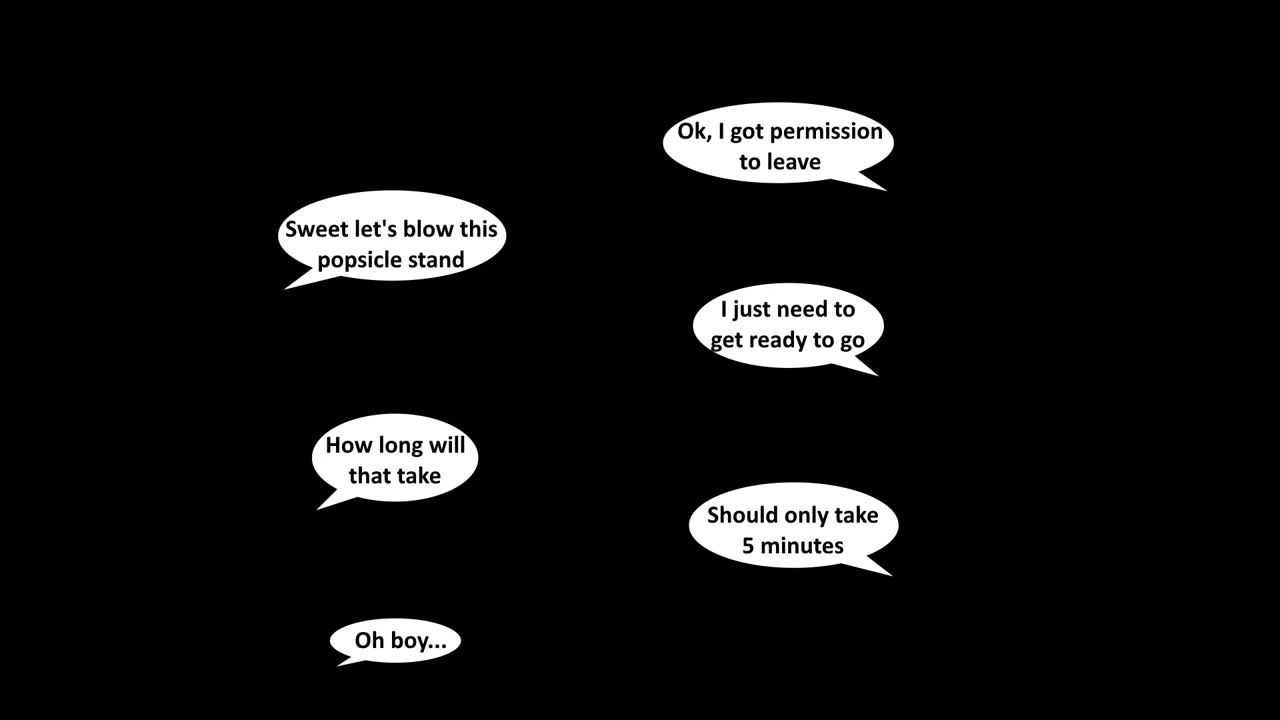 Ok, I got permission
to leave
Sweet let's blow this
popsicle stand
I just need to
get ready to go
How long will
that take
Should only take
5 minutes
Oh boy...